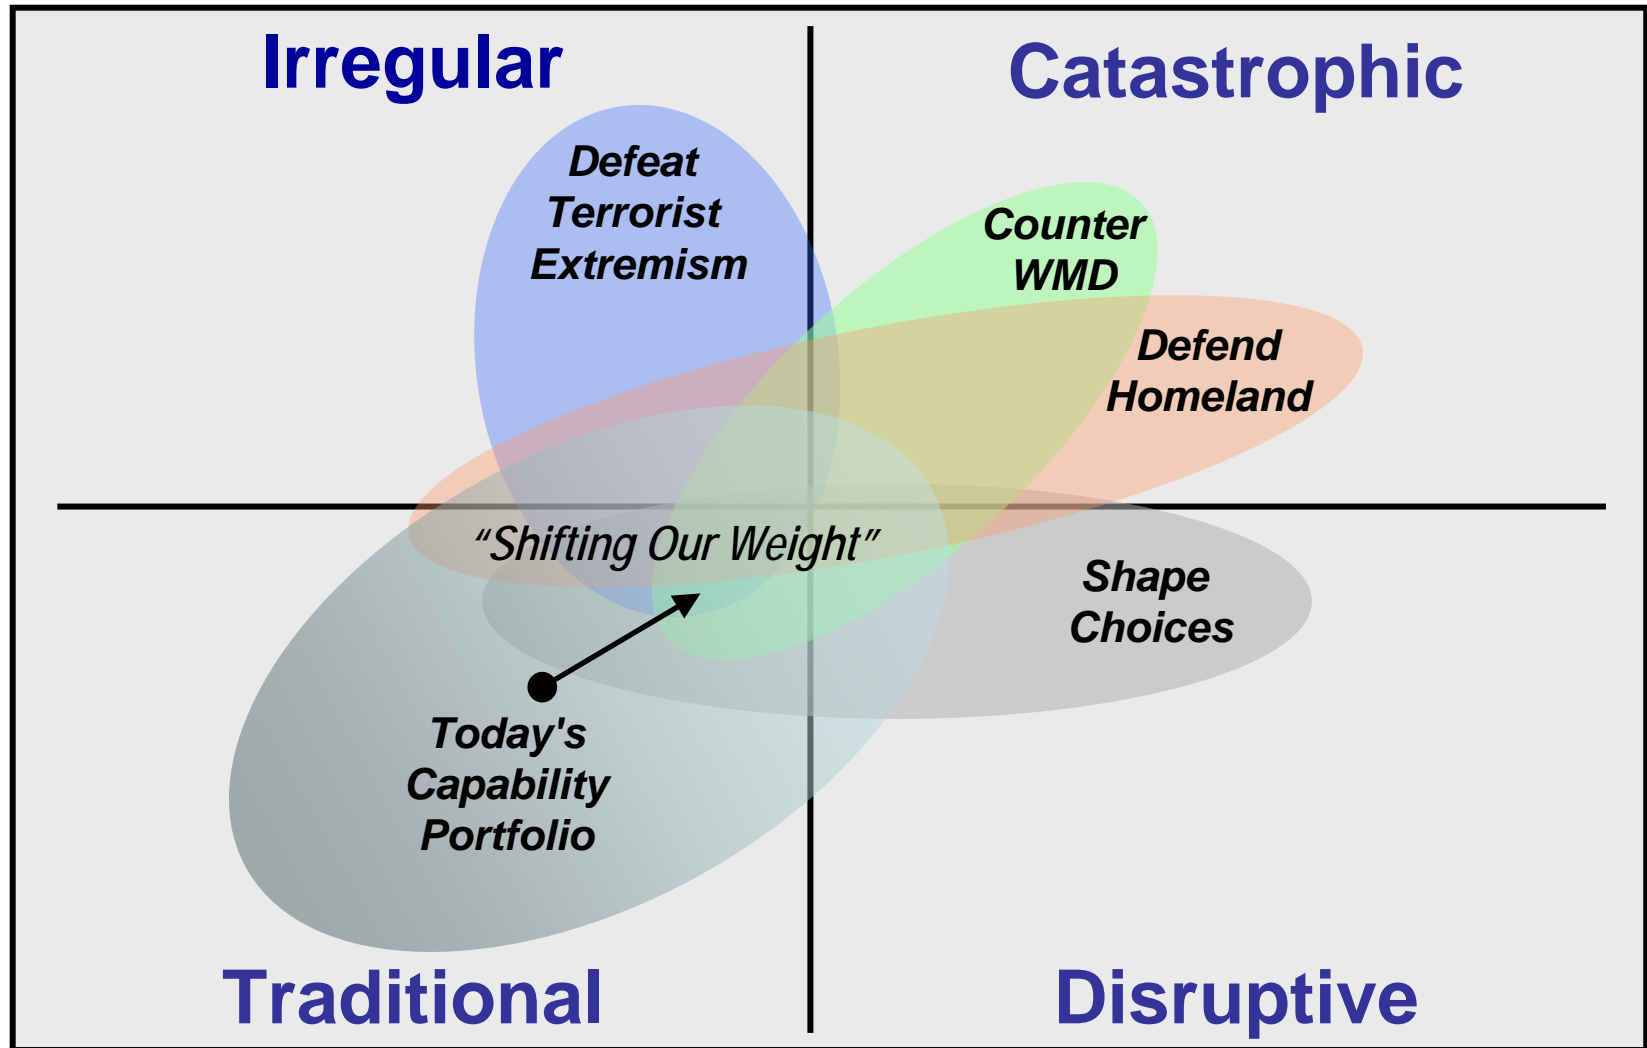 Irregular
Catastrophic
Defeat
Terrorist
Extremism
Counter
WMD
Defend
Homeland
“Shifting Our Weight”
Shape
Choices
Today's
Capability
Portfolio
Traditional
Disruptive